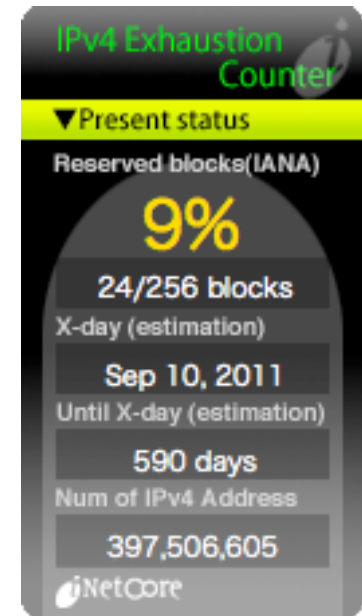 IPv4 Exhaustion
Counter
▼Present status
Reserved blocks(IANA)
9%
24/256 blocks
X-day (estimation)
Sep 10, 2011
Until X-day (estimation)
590 days
Num of IPv4 Address
397,506,605
iNetCore